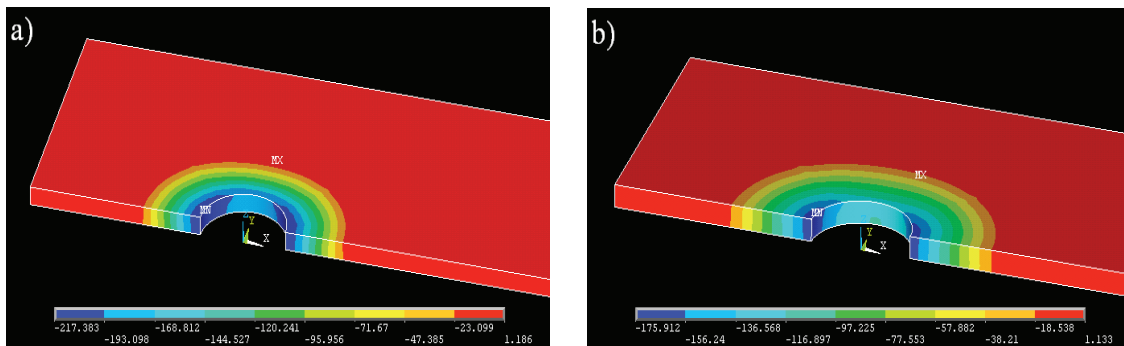 a)
MX
MN
Z
Y
X
-217.383 -168.812 -120.241 -71.67 -23.099
-193.098 -144.527 -95.956 -47.385 1.186
b)
MX
MN
Z
Y
X
-175.912 -136.568 -97.225 -57.882 -18.538
-156.24 -116.897 -77.553 -38.21 1.133